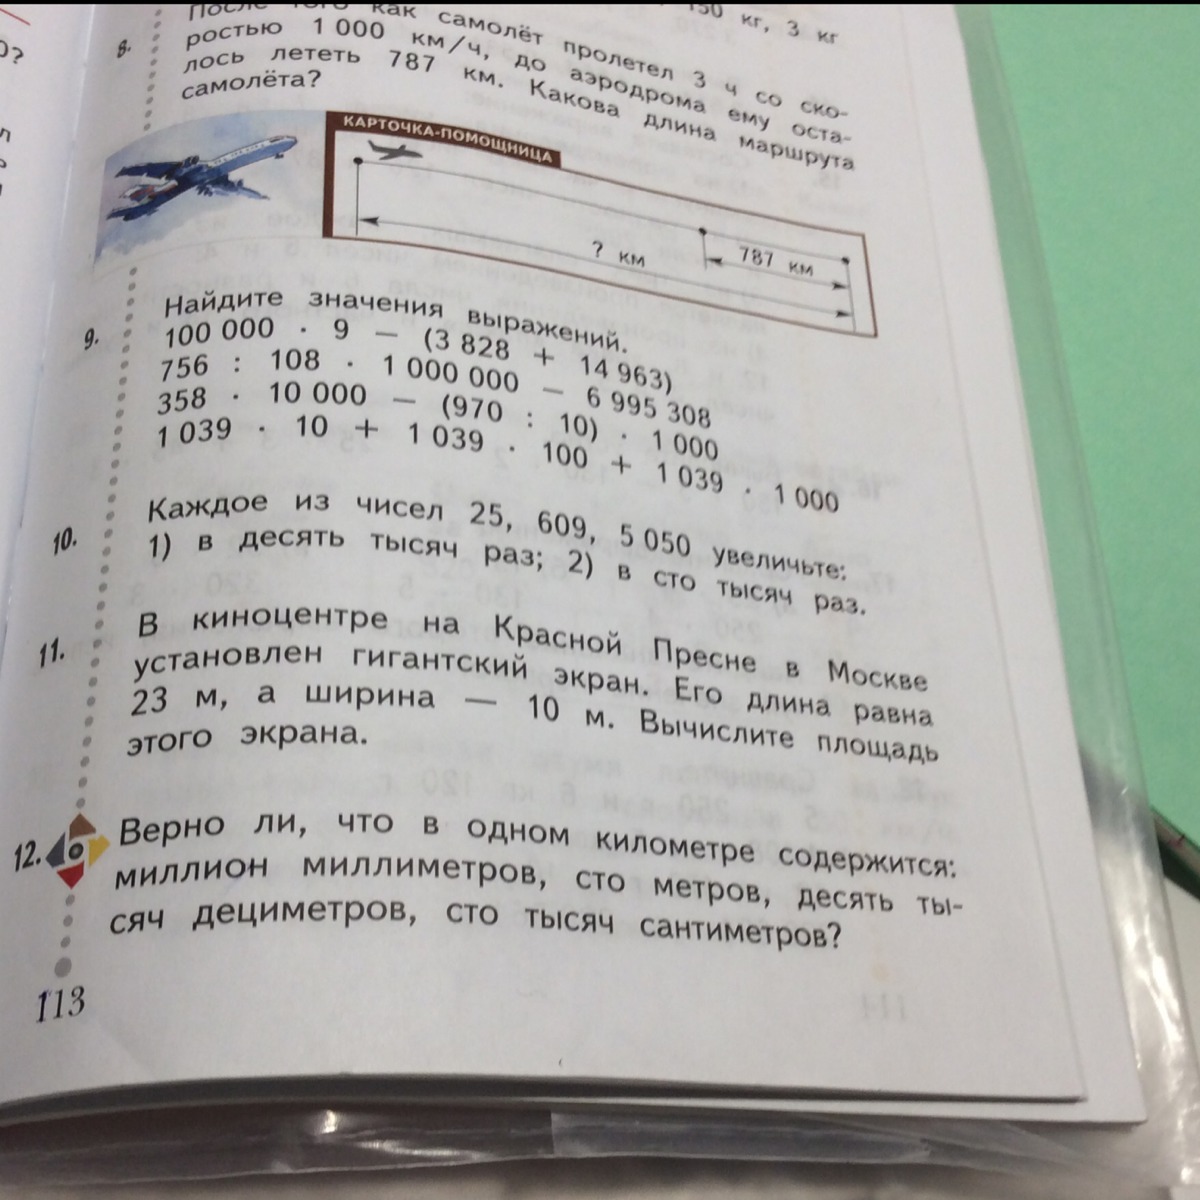 150 кг, 3 кг
8. После того как самолёт пролетел 3 ч со ско-
ростью 1 000 км/ч, до аэродрома ему оста-
лось лететь 787 км. Какова длина маршрута
самолёта?
КАРТОЧКА-ПОМОЩНИЦА
? км
787 км
9. Найдите значения выражений.
100 000 · 9 — (3 828 + 14 963)
756 : 108 · 1 000 000 — 6 995 308
358 · 10 000 — (970 : 10) · 1 000
1 039 · 10 + 1 039 · 100 + 1 039 · 1 000
10. Каждое из чисел 25, 609, 5 050 увеличьте:
1) в десять тысяч раз; 2) в сто тысяч раз.
11. В киноцентре на Красной Пресне в Москве
установлен гигантский экран. Его длина равна
23 м, а ширина — 10 м. Вычислите площадь
этого экрана.
12. Верно ли, что в одном километре содержится:
миллион миллиметров, сто метров, десять ты-
сяч дециметров, сто тысяч сантиметров?
113